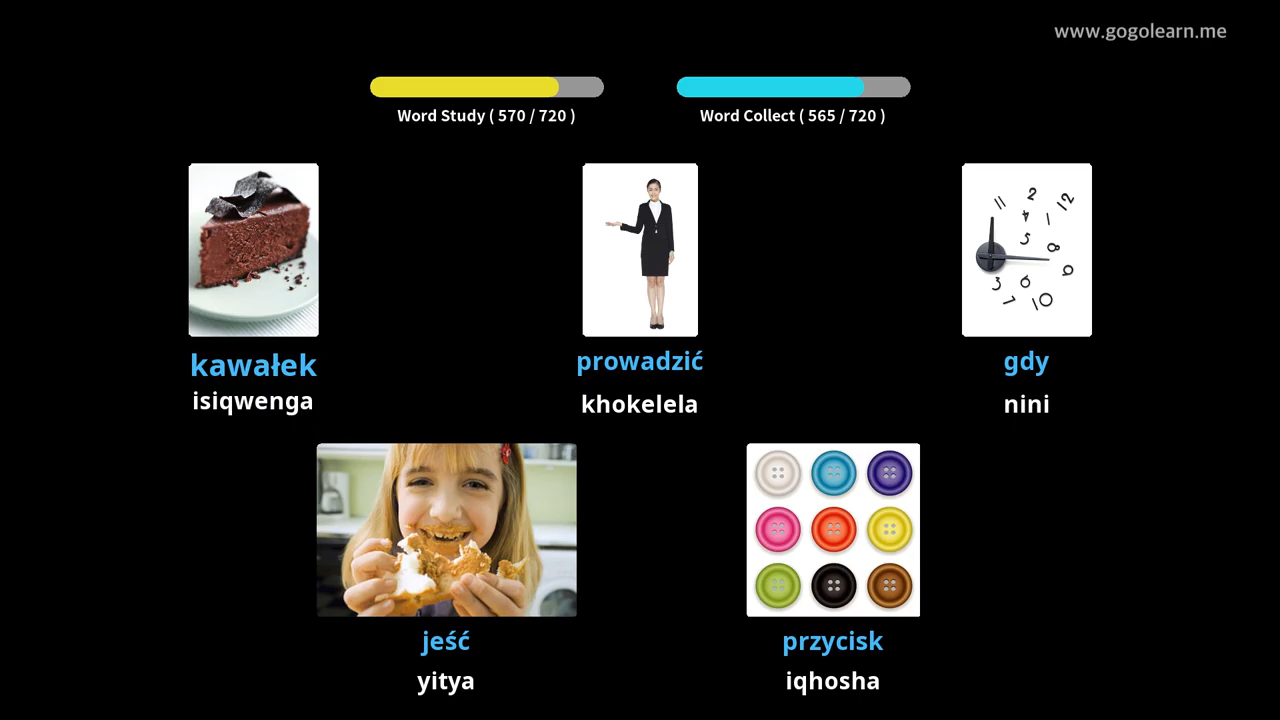 www.gogolearn.me
Word Study ( 570 / 720 )
Word Collect ( 565 / 720 )
kawałek
isiqwenga
prowadzić
khokelela
gdy
nini
jeść
yitya
przycisk
iqhosha